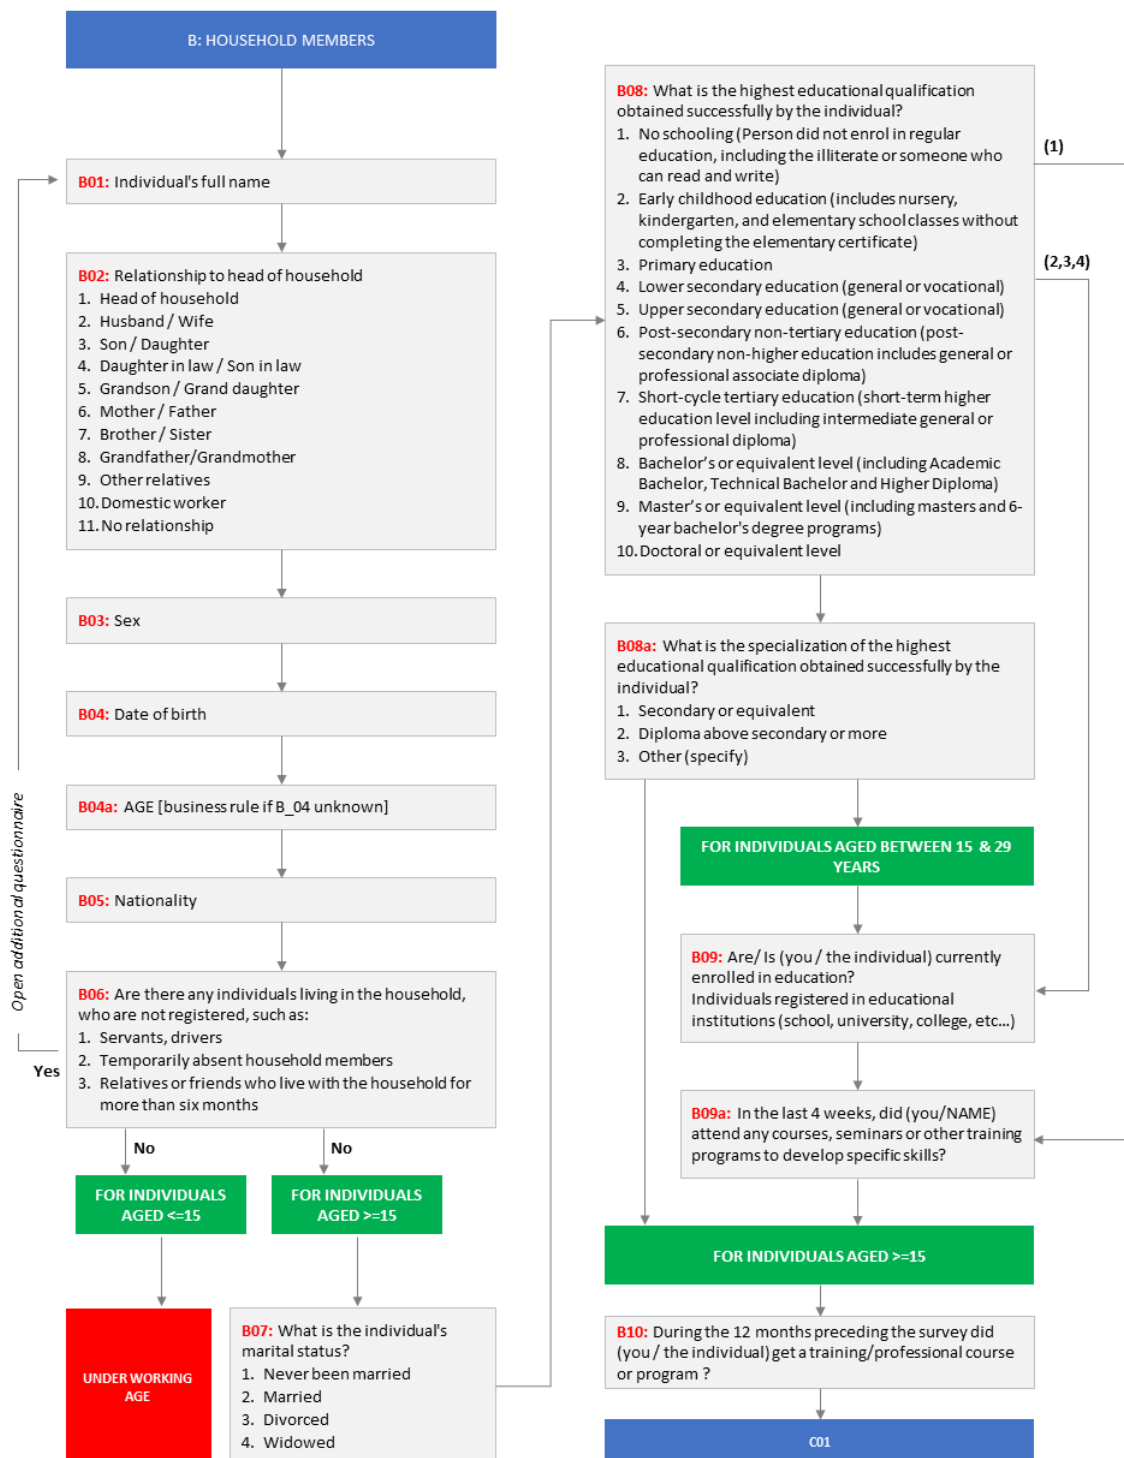 B: HOUSEHOLD MEMBERS
B01: Individual's full name
B02: Relationship to head of household
1. Head of household
2. Husband / Wife
3. Son / Daughter
4. Daughter in law / Son in law
5. Grandson / Grand daughter
6. Mother / Father
7. Brother / Sister
8. Grandfather/Grandmother
9. Other relatives
10. Domestic worker
11. No relationship
B03: Sex
B04: Date of birth
B04a: AGE [business rule if B_04 unknown]
B05: Nationality
B06: Are there any individuals living in the household,
who are not registered, such as:
1. Servants, drivers
2. Temporarily absent household members
3. Relatives or friends who live with the household for
more than six months
Open additional questionnaire
Yes
No
No
FOR INDIVIDUALS
AGED <=15
FOR INDIVIDUALS
AGED >=15
UNDER WORKING
AGE
B07: What is the individual's
marital status?
1. Never been married
2. Married
3. Divorced
4. Widowed
B08: What is the highest educational qualification
obtained successfully by the individual?
1. No schooling (Person did not enrol in regular
education, including the illiterate or someone who
can read and write)
2. Early childhood education (includes nursery,
kindergarten, and elementary school classes without
completing the elementary certificate)
3. Primary education
4. Lower secondary education (general or vocational)
5. Upper secondary education (general or vocational)
6. Post-secondary non-tertiary education (post-
secondary non-higher education includes general or
professional associate diploma)
7. Short-cycle tertiary education (short-term higher
education level including intermediate general or
professional diploma)
8. Bachelor's or equivalent level (including Academic
Bachelor, Technical Bachelor and Higher Diploma)
9. Master's or equivalent level (including masters and 6-
year bachelor's degree programs)
10. Doctoral or equivalent level
(1)
(2,3,4)
B08a: What is the specialization of the highest
educational qualification obtained successfully by the
individual?
1. Secondary or equivalent
2. Diploma above secondary or more
3. Other (specify)
FOR INDIVIDUALS AGED BETWEEN 15 & 29
YEARS
B09: Are/ Is (you / the individual) currently
enrolled in education?
Individuals registered in educational
institutions (school, university, college, etc...)
B09a: In the last 4 weeks, did (you/NAME)
attend any courses, seminars or other training
programs to develop specific skills?
FOR INDIVIDUALS AGED >=15
B10: During the 12 months preceding the survey did
(you / the individual) get a training/professional course
or program ?
C01